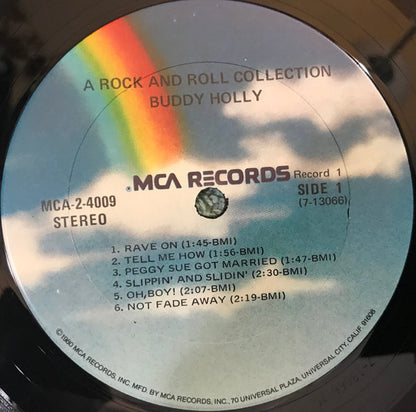 A ROCK AND ROLL COLLECTION
BUDDY HOLLY
MCA RECORDS Record 1
MCA-2-4009 SIDE 1
STEREO (7-13066)
1. RAVE ON (1:45-BMI)
2. TELL ME HOW (1:56-BMI)
3. PEGGY SUE GOT MARRIED (1:47-BMI)
4. SLIPPIN' AND SLIDIN' (2:30-BMI)
5. OH,BOY! (2:07-BMI)
6. NOT FADE AWAY (2:19-BMI)
©1980 MCA RECORDS, INC. MFD. BY MCA RECORDS, INC., 70 UNIVERSAL PLAZA, UNIVERSAL CITY, CALIF. 91608